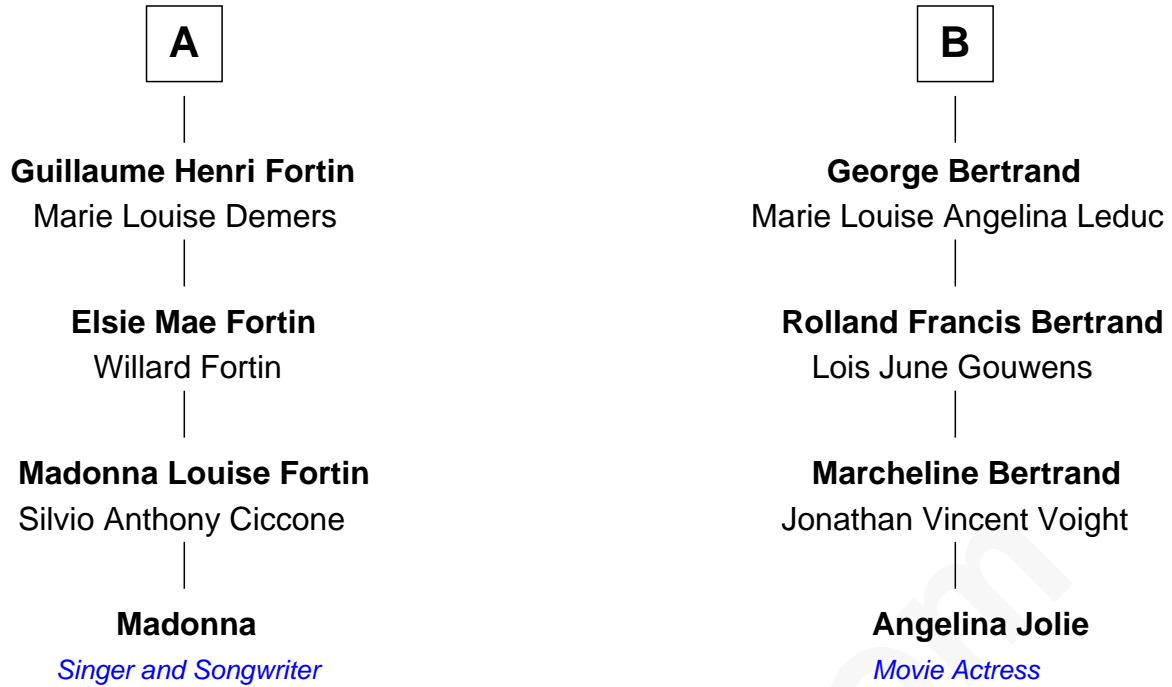 A
Guillaume Henri Fortin
Marie Louise Demers
Elsie Mae Fortin
Willard Fortin
Madonna Louise Fortin
Silvio Anthony Ciccone
Madonna
Singer and Songwriter
B
George Bertrand
Marie Louise Angelina Leduc
Rolland Francis Bertrand
Lois June Gouwens
Marcheline Bertrand
Jonathan Vincent Voight
Angelina Jolie
Movie Actress